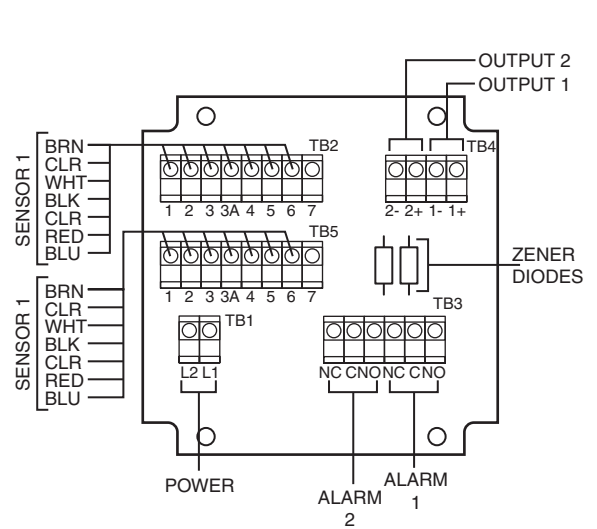 OUTPUT 2
OUTPUT 1
SENSOR 1
BRN
CLR
WHT
BLK
CLR
RED
BLU
TB2
1 2 3 3A 4 5 6 7
TB4
2- 2+ 1- 1+
TB5
1 2 3 3A 4 5 6 7
ZENER
DIODES
SENSOR 1
BRN
CLR
WHT
BLK
CLR
RED
BLU
TB1
L2 L1
TB3
NC C NO NC C NO
POWER
ALARM
2
ALARM
1